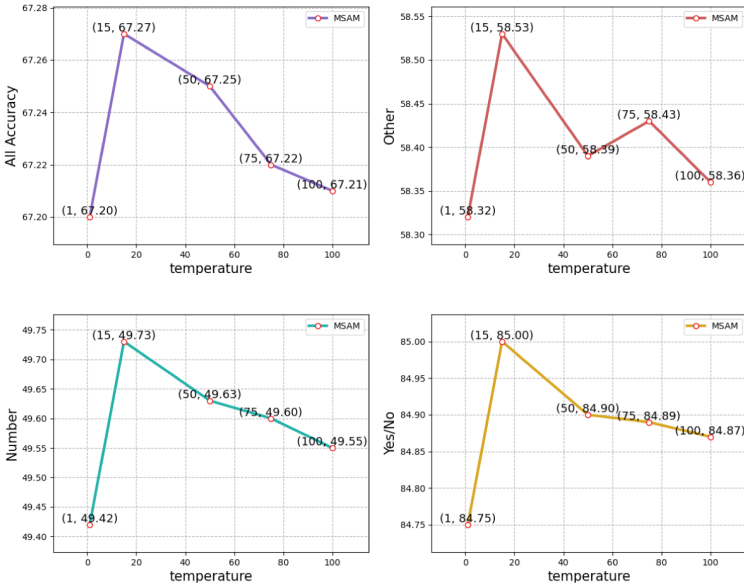 67.28
67.26
67.24
67.22
67.20
All Accuracy
MSAM
(15, 67.27)
(50, 67.25)
(75, 67.22)
(100, 67.21)
(1, 67.20)
0 20 40 60 80 100
temperature
58.55
58.50
58.45
58.40
58.35
58.30
Other
MSAM
(15, 58.53)
(75, 58.43)
(50, 58.39)
(100, 58.36)
(1, 58.32)
0 20 40 60 80 100
temperature
49.75
49.70
49.65
49.60
49.55
49.50
49.45
49.40
Number
MSAM
(15, 49.73)
(50, 49.63)
(75, 49.60)
(100, 49.55)
(1, 49.42)
0 20 40 60 80 100
temperature
85.00
84.95
84.90
84.85
84.80
84.75
Yes/No
MSAM
(15, 85.00)
(50, 84.90)
(75, 84.89)
(100, 84.87)
(1, 84.75)
0 20 40 60 80 100
temperature